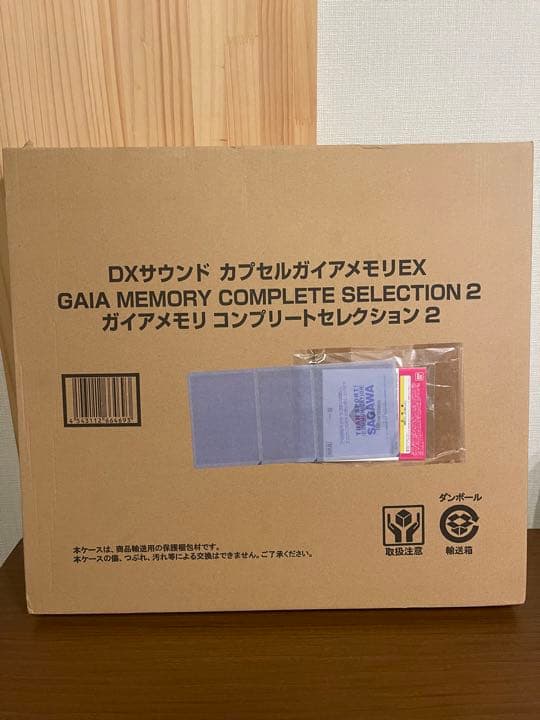 DXサウンド カプセルガイアメモリEX
GAIA MEMORY COMPLETE SELECTION 2
ガイアメモリ コンプリートセレクション 2
4 543112 664693
SAGAWA
ダンボール
取扱注意
輸送箱
本ケースは、商品輸送用の保護梱包材です。
本ケースの傷、つぶれ、汚れ等による交換はできません。ご了承ください。